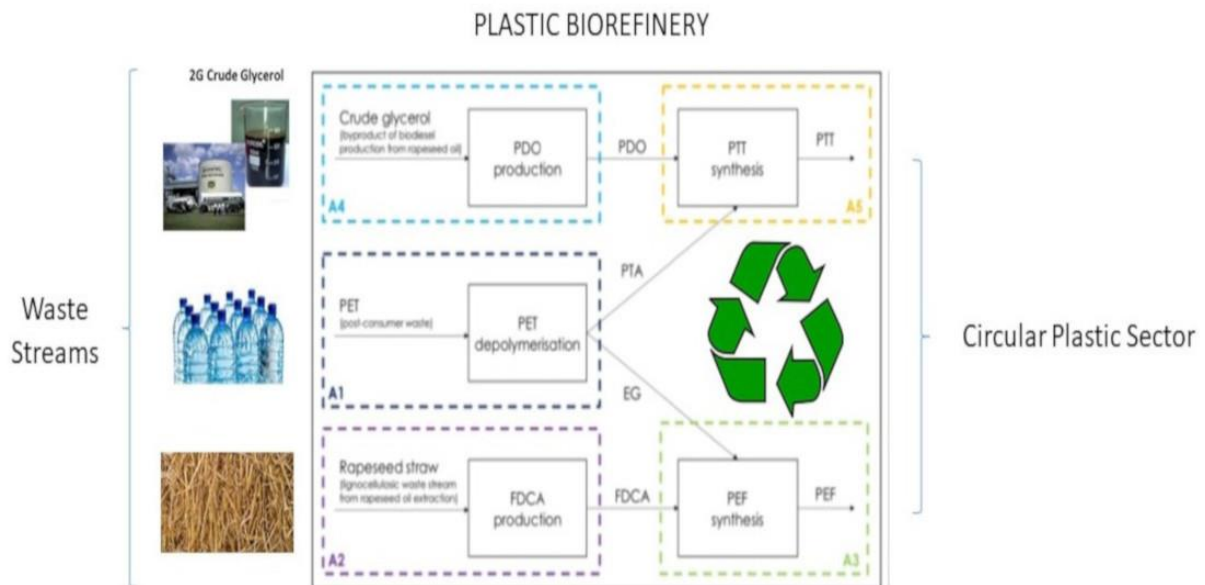 PLASTIC BIOREFINERY
2G Crude Glycerol
Waste
Streams
Crude glycerol
(byproduct of biodiesel
production from rapeseed oil)
PDO
production
PDO
PTT
synthesis
PTT
A4
A5
PTA
PET
(post-consumer waste)
PET
depolymerisation
A1
EG
Rapeseed straw
(lignocellulosic waste stream
from rapeseed oil extraction)
FDCA
production
FDCA
PEF
synthesis
PEF
A2
A3
Circular Plastic Sector